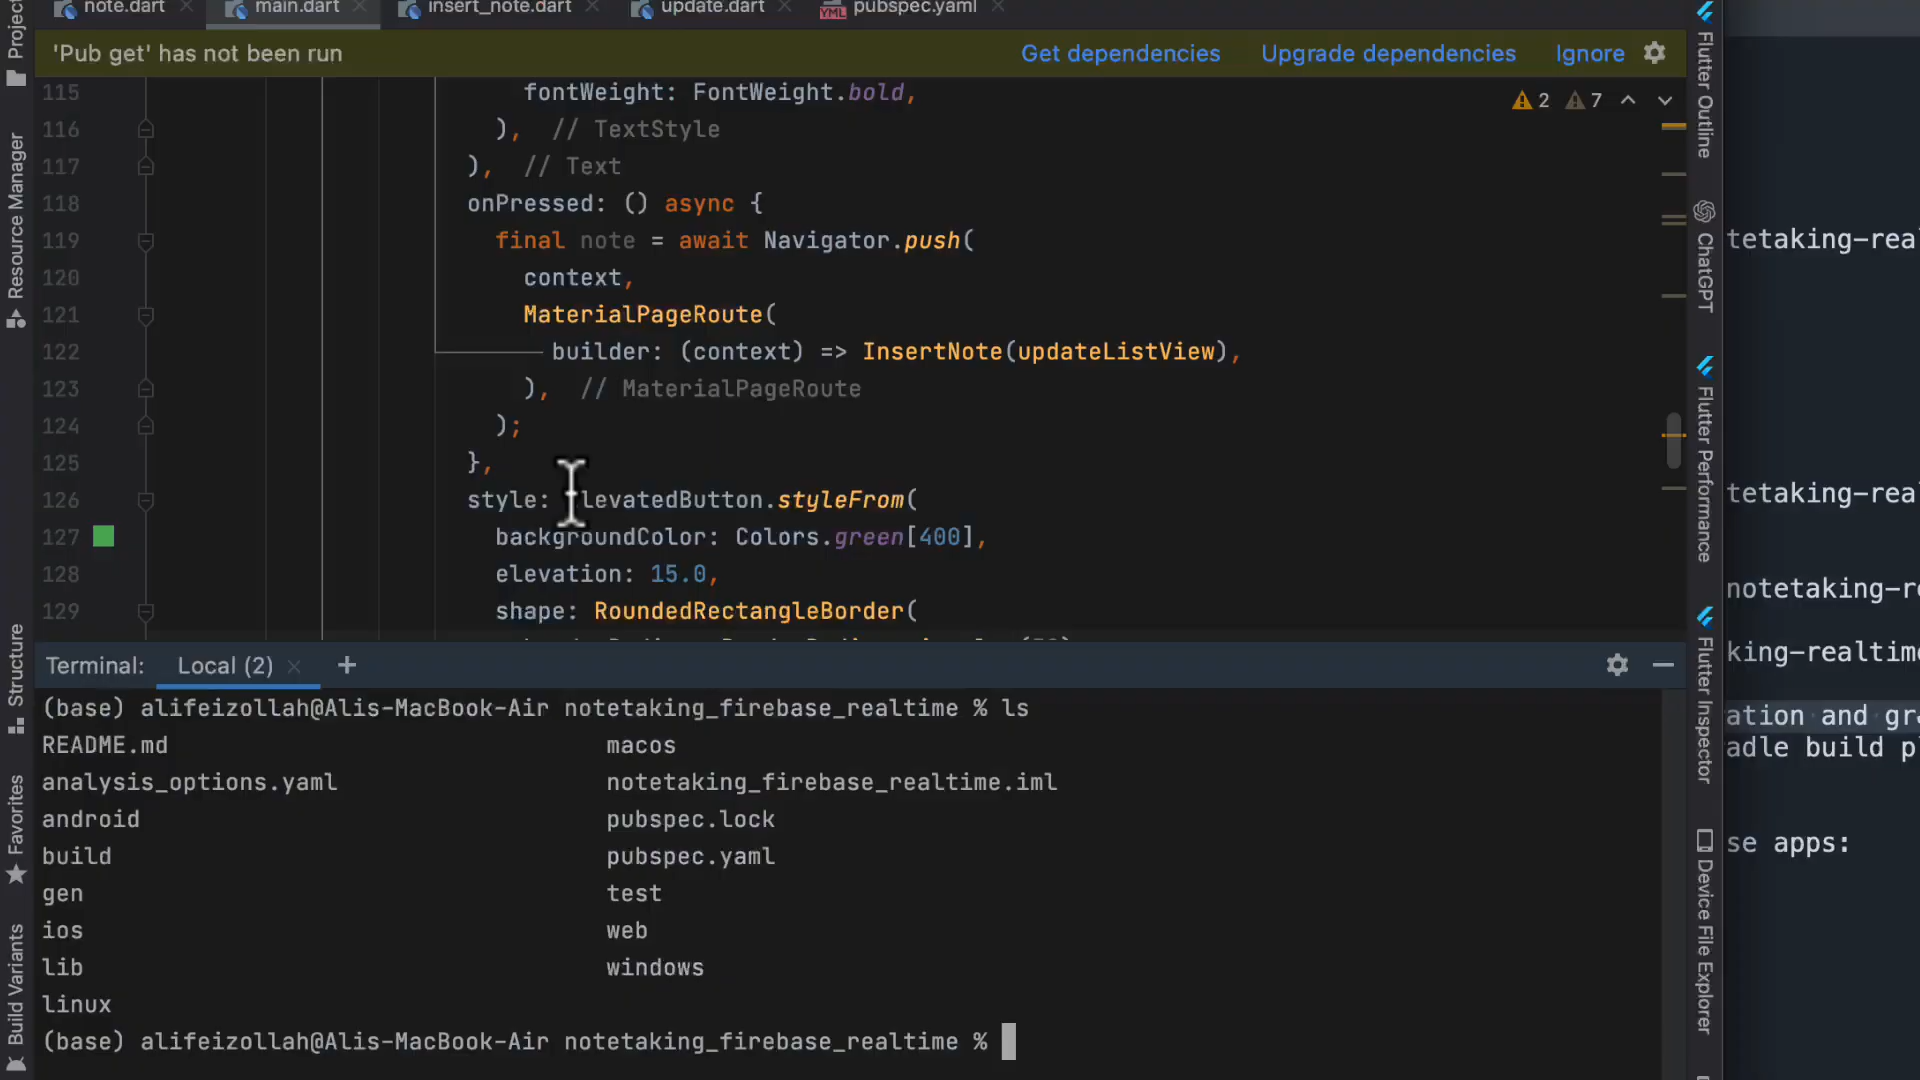 note.dart main.dart insert_note.dart update.dart YML pubspec.yaml
'Pub get' has not been run Get dependencies Upgrade dependencies Ignore
2 7
115 fontWeight: FontWeight.bold,
116 ), // TextStyle
117 ), // Text
118 onPressed: () async {
119 final note = await Navigator.push(
120 context,
121 MaterialPageRoute(
122 builder: (context) => InsertNote(updateListView),
123 ), // MaterialPageRoute
124 );
125 },
126 style: ElevatedButton.styleFrom(
127 backgroundColor: Colors.green[400],
128 elevation: 15.0,
129 shape: RoundedRectangleBorder(
Terminal: Local (2)
(base) alifeizollah@Alis-MacBook-Air notetaking_firebase_realtime % ls
README.md macos
analysis_options.yaml notetaking_firebase_realtime.iml
android pubspec.lock
build pubspec.yaml
gen test
ios web
lib windows
linux
(base) alifeizollah@Alis-MacBook-Air notetaking_firebase_realtime %
Resource Manager
Structure
Favorites
Build Variants
Flutter Outline
ChatGPT
Flutter Performance
Flutter Inspector
Device File Explorer
tetaking-rea
tetaking-rea
notetaking-r
king-realtime
ation and gr
adle build p
se apps: